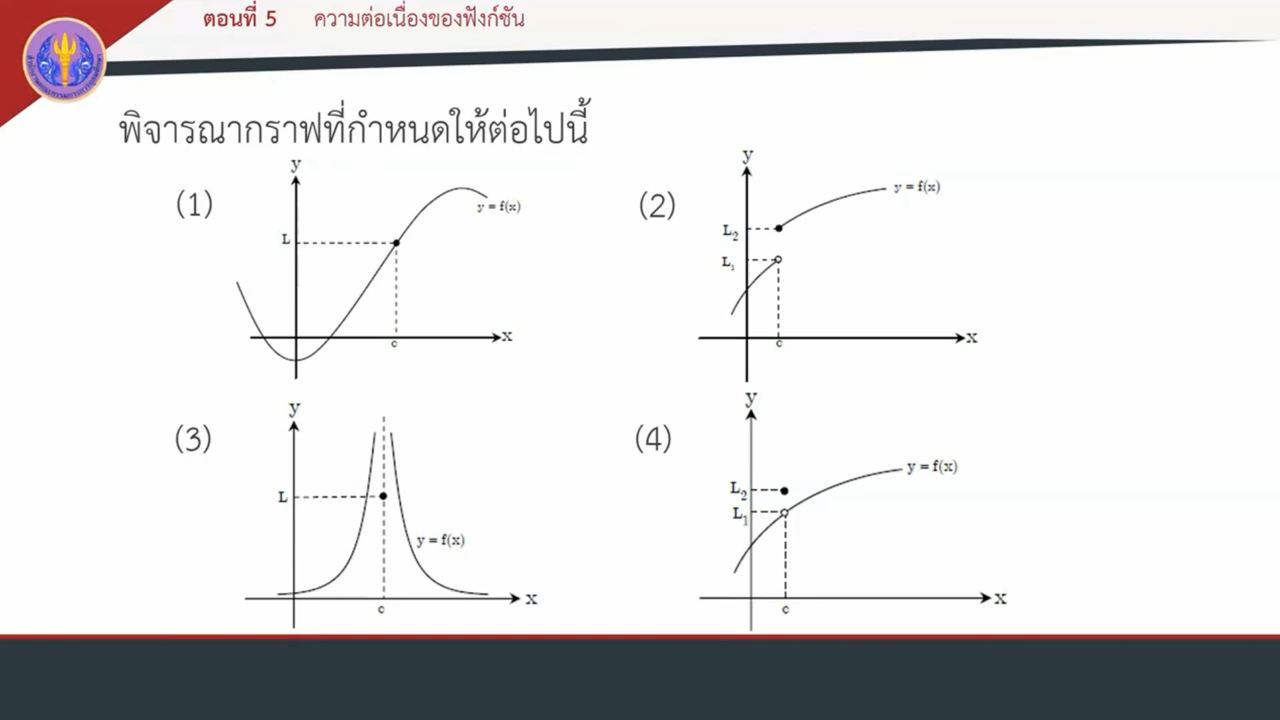 ตอนที่ 5 ความต่อเนื่องของฟังก์ชัน
พิจารณากราฟที่กำหนดให้ต่อไปนี้
(1)
y
y = f(x)
L
c
x
(2)
y
y = f(x)
L2
L1
c
x
(3)
y
L
y = f(x)
c
x
(4)
y
y = f(x)
L2
L1
c
x